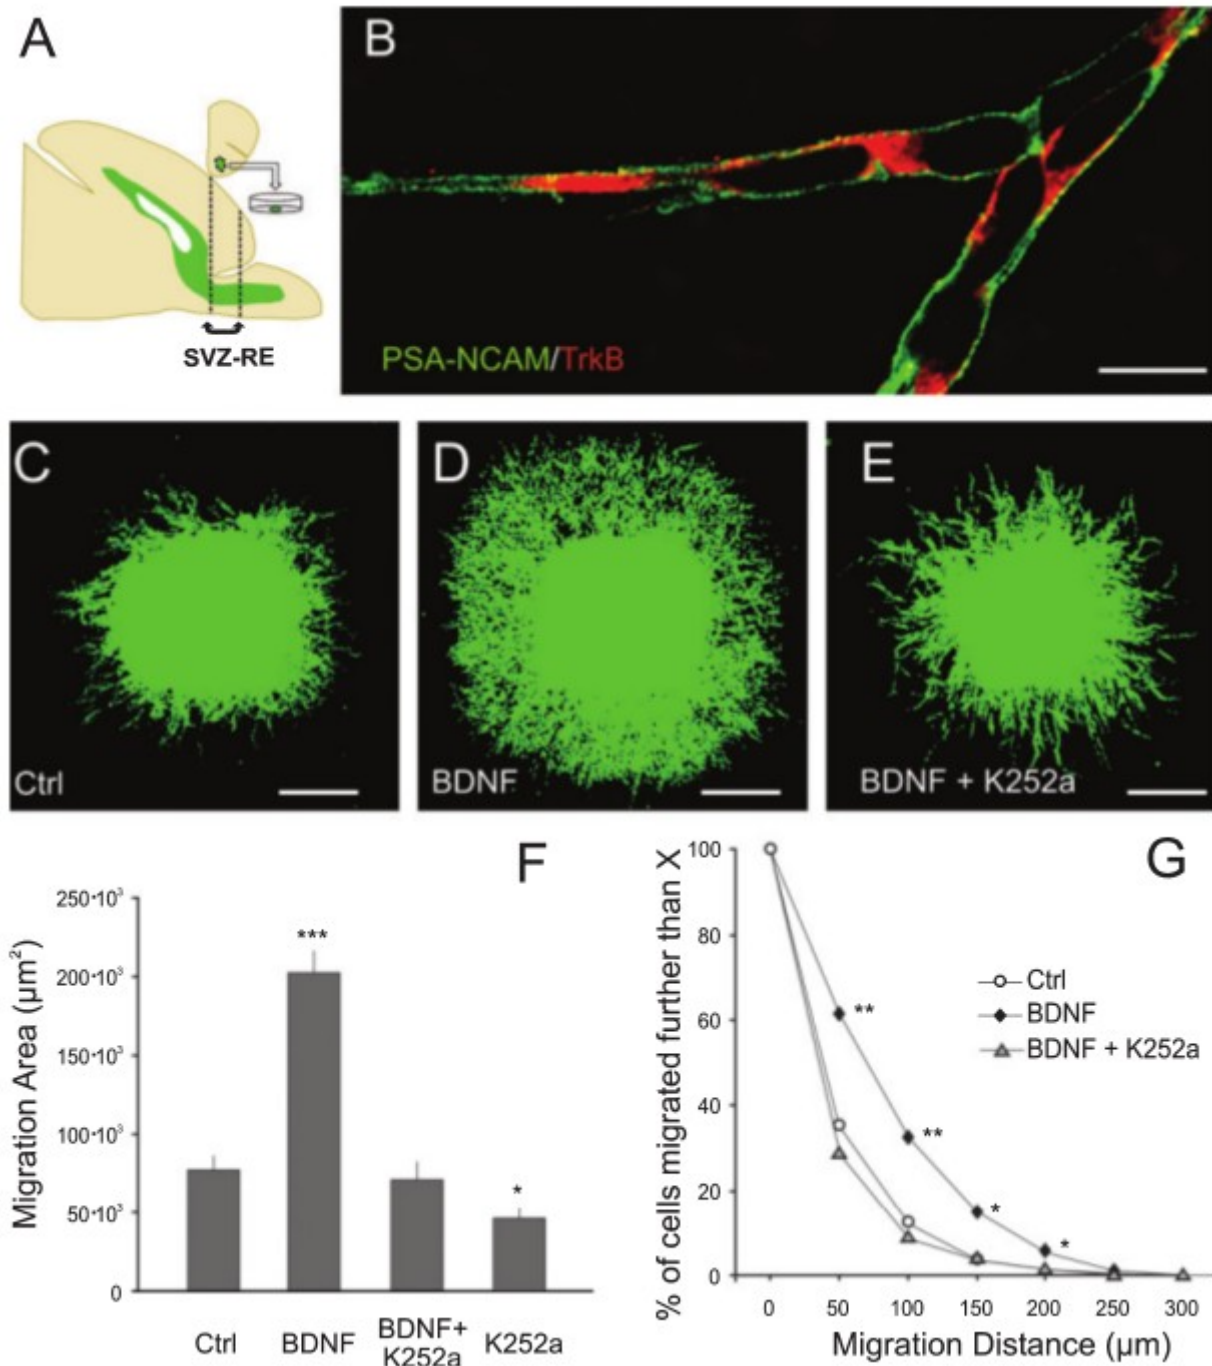 A
SVZ-RE
B
PSA-NCAM/TrkB
C
Ctrl
D
BDNF
E
BDNF + K252a
F
Migration Area (µm²)
250•10³
200•10³
150•10³
100•10³
50•10³
0
***
*
Ctrl
BDNF
BDNF+
K252a
K252a
G
% of cells migrated further than X
100
80
60
40
20
0
**
**
*
*
Ctrl
BDNF
BDNF + K252a
0 50 100 150 200 250 300
Migration Distance (µm)